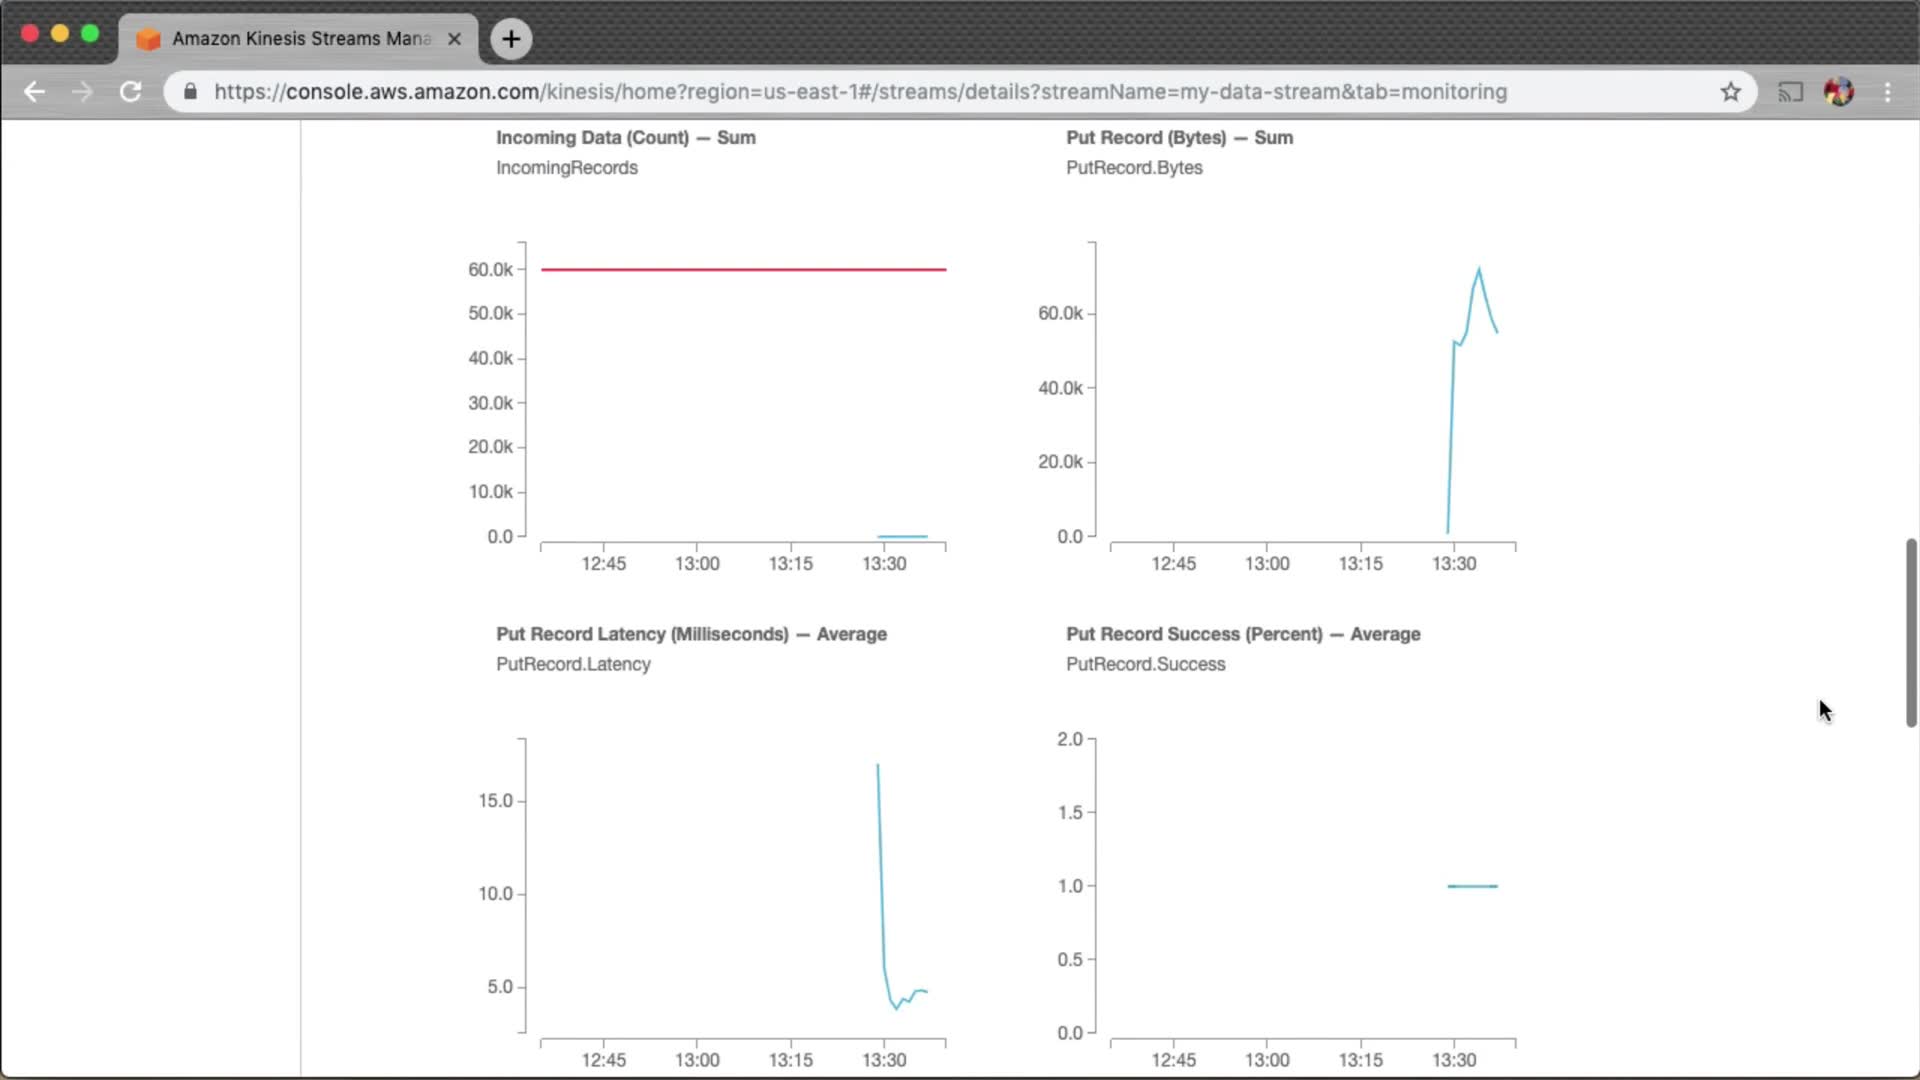 Amazon Kinesis Streams Mana
https://console.aws.amazon.com/kinesis/home?region=us-east-1#/streams/details?streamName=my-data-stream&tab=monitoring
Incoming Data (Count) — Sum
IncomingRecords
60.0k
50.0k
40.0k
30.0k
20.0k
10.0k
0.0
12:45 13:00 13:15 13:30
Put Record (Bytes) — Sum
PutRecord.Bytes
60.0k
40.0k
20.0k
0.0
12:45 13:00 13:15 13:30
Put Record Latency (Milliseconds) — Average
PutRecord.Latency
15.0
10.0
5.0
12:45 13:00 13:15 13:30
Put Record Success (Percent) — Average
PutRecord.Success
2.0
1.5
1.0
0.5
0.0
12:45 13:00 13:15 13:30